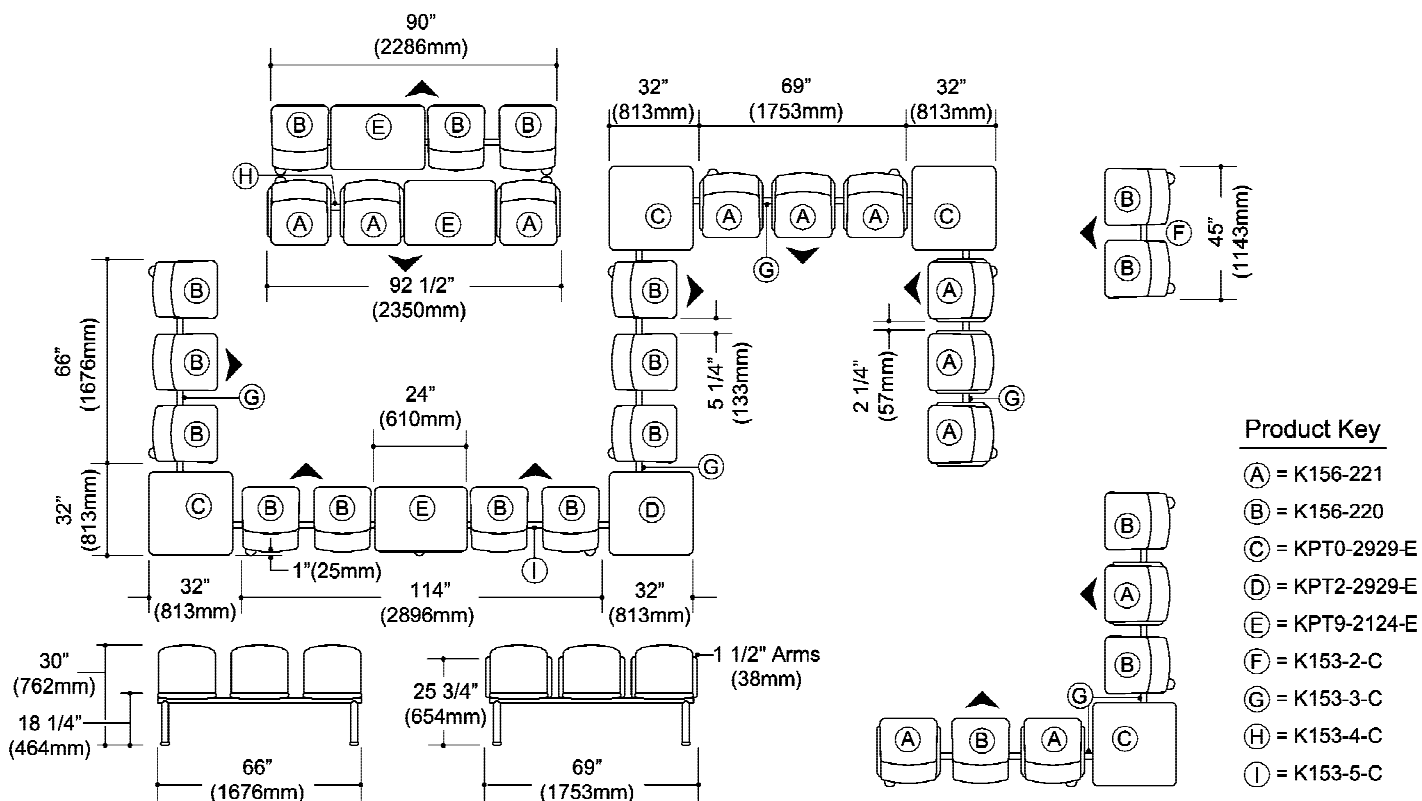 90”
(2286mm)
B
E
B
B
H
A
A
E
A
92 1/2”
(2350mm)
32”
(813mm)
69”
(1753mm)
32”
(813mm)
C
A
A
A
C
G
B
B
B
5 1/4”
(133mm)
G
A
A
A
2 1/4”
(57mm)
G
B
B
F
45”
(1143mm)
66”
(1676mm)
B
B
B
G
24”
(610mm)
32”
(813mm)
C
B
B
E
B
B
D
1”(25mm)
I
32”
(813mm)
114”
(2896mm)
32”
(813mm)
30”
(762mm)
18 1/4”
(464mm)
66”
(1676mm)
25 3/4”
(654mm)
1 1/2" Arms
(38mm)
69”
(1753mm)
B
A
B
G
A
B
A
C
Product Key
A = K156-221
B = K156-220
C = KPT0-2929-E
D = KPT2-2929-E
E = KPT9-2124-E
F = K153-2-C
G = K153-3-C
H = K153-4-C
I = K153-5-C